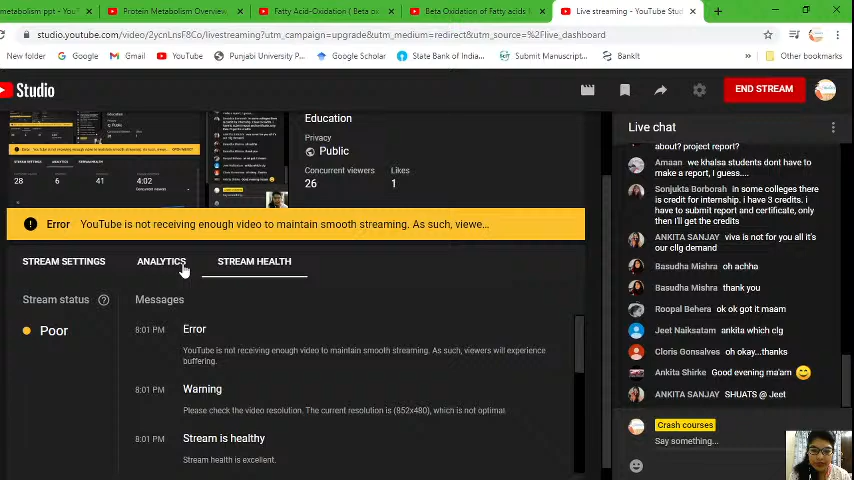 metabolism ppt - YouT
Protein Metabolism Overview,
Fatty Acid-Oxidation ( Beta ox
Beta Oxidation of Fatty acids I
Live streaming - YouTube Stud
studio.youtube.com/video/2ycnLnsF8Co/livestreaming?utm_campaign=upgrade&utm_medium=redirect&utm_source=%2Flive_dashboard
New folder
Google
Gmail
YouTube
Punjabi University P...
Google Scholar
State Bank of India...
Submit Manuscript...
BankIt
»
Other bookmarks
Studio
END STREAM
Education
Privacy
Public
Concurrent viewers
Likes
26
1
Error
STREAM SETTINGS
ANALYTICS
STREAM HEALTH
28
6
41
4:02
Concurrent viewers
Error YouTube is not receiving enough video to maintain smooth streaming. As such, viewe...
STREAM SETTINGS
ANALYTICS
STREAM HEALTH
Stream status
Poor
Messages
8:01 PM
Error
YouTube is not receiving enough video to maintain smooth streaming. As such, viewers will experience
buffering.
8:01 PM
Warning
Please check the video resolution. The current resolution is (852x480), which is not optimal
8:01 PM
Stream is healthy
Stream health is excellent.
Live chat
about? project report?
Amaan we khalsa students dont have to
make a report, I guess....
Sonjukta Borborah in some colleges there
is credit for internship. i have 3 credits. i
have to submit report and certificate, only
then I'll get the credits
ANKITA SANJAY viva is not for you all it's
our cllg demand
Basudha Mishra oh achha
Basudha Mishra thank you
Roopal Behera ok ok got it maam
Jeet Naiksatam ankita which clg
Cloris Gonsalves oh okay...thanks
Ankita Shirke Good evening ma'am
ANKITA SANJAY SHUATS @ Jeet
Crash courses
Say something...